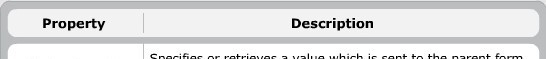 Property Description
Specifies or retrieves a value which is sent to the parent form